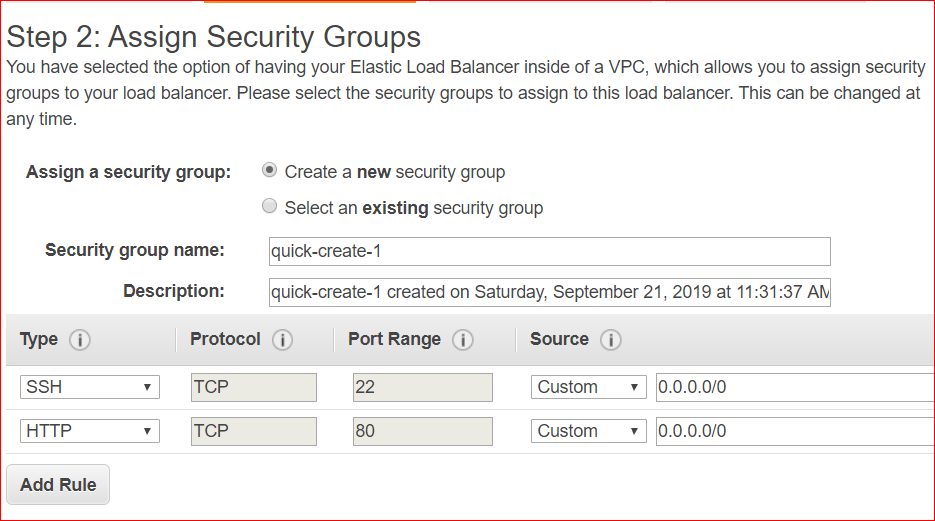 Step 2: Assign Security Groups
You have selected the option of having your Elastic Load Balancer inside of a VPC, which allows you to assign security
groups to your load balancer. Please select the security groups to assign to this load balancer. This can be changed at
any time.
Assign a security group: Create a new security group
Select an existing security group
Security group name: quick-create-1
Description: quick-create-1 created on Saturday, September 21, 2019 at 11:31:37 AM
Type Protocol Port Range Source
SSH TCP 22 Custom 0.0.0.0/0
HTTP TCP 80 Custom 0.0.0.0/0
Add Rule